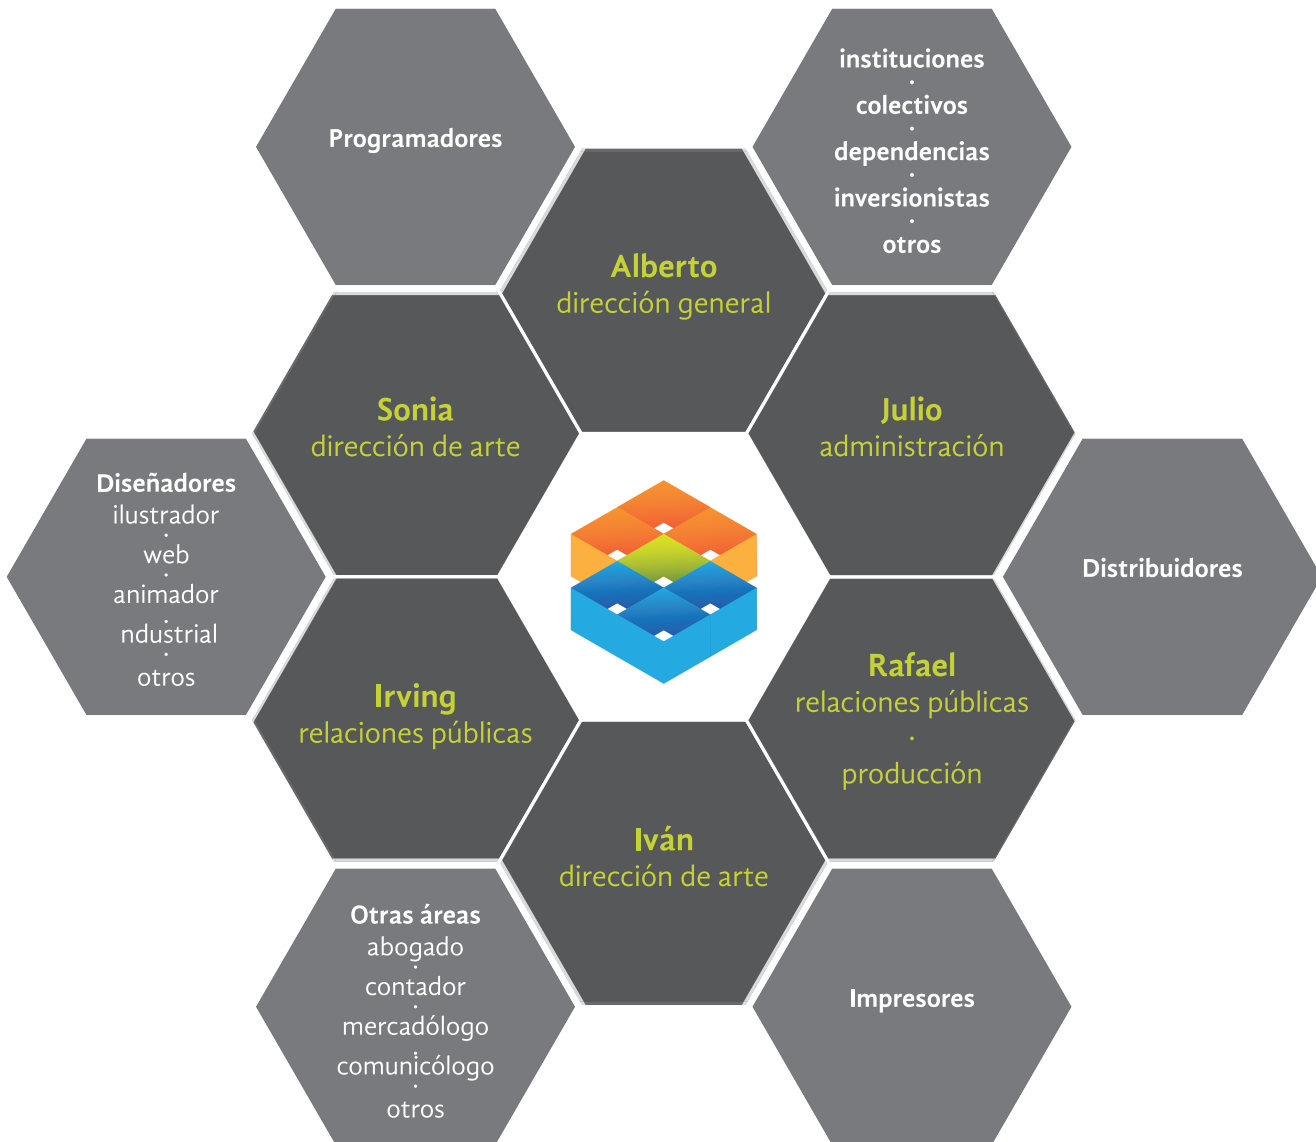 Programadores
instituciones
·
colectivos
·
dependencias
·
inversionistas
·
otros
Alberto
dirección general
Sonia
dirección de arte
Julio
administración
Diseñadores
ilustrador
·
web
·
animador
·
ndustrial
·
otros
Distribuidores
Irving
relaciones públicas
Rafael
relaciones públicas
·
producción
Iván
dirección de arte
Otras áreas
abogado
·
contador
·
mercadólogo
·
comunicólogo
·
otros
Impresores